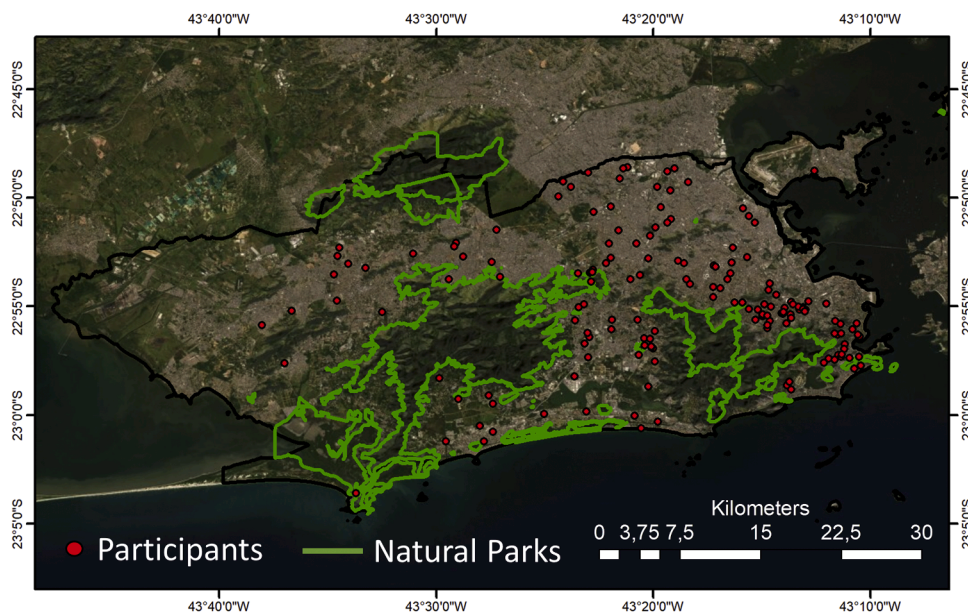 43°40'0"W 43°30'0"W 43°20'0"W 43°10'0"W
22°45'0"S 22°45'0"S
22°50'0"S 22°50'0"S
22°55'0"S 22°55'0"S
23°0'0"S 23°0'0"S
23°5'0"S 23°5'0"S
Kilometers
0 3,75 7,5 15 22,5 30
Participants Natural Parks
43°40'0"W 43°30'0"W 43°20'0"W 43°10'0"W